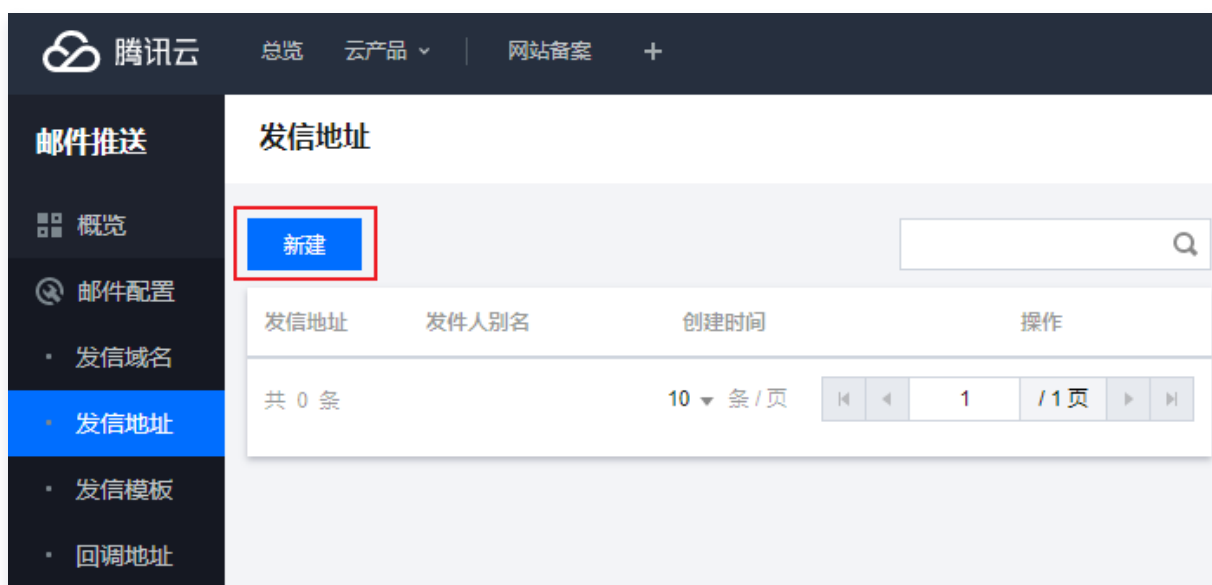 腾讯云 总览 云产品 网站备案 +
邮件推送
概览
邮件配置
发信域名
发信地址
发信模板
回调地址
发信地址
新建
发信地址 发件人别名 创建时间 操作
共 0 条 10 条 / 页 1 / 1 页